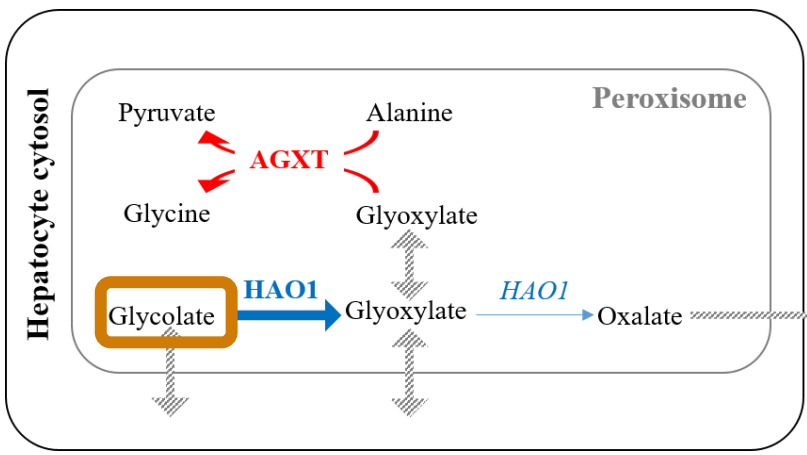 Hepatocyte cytosol
Peroxisome
Pyruvate
Alanine
AGXT
Glycine
Glyoxylate
Glycolate
HAO1
Glyoxylate
HAO1
Oxalate